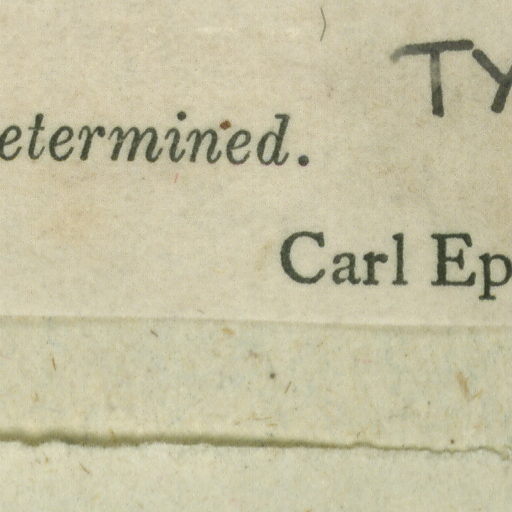 TY
etermined.
Carl Ep